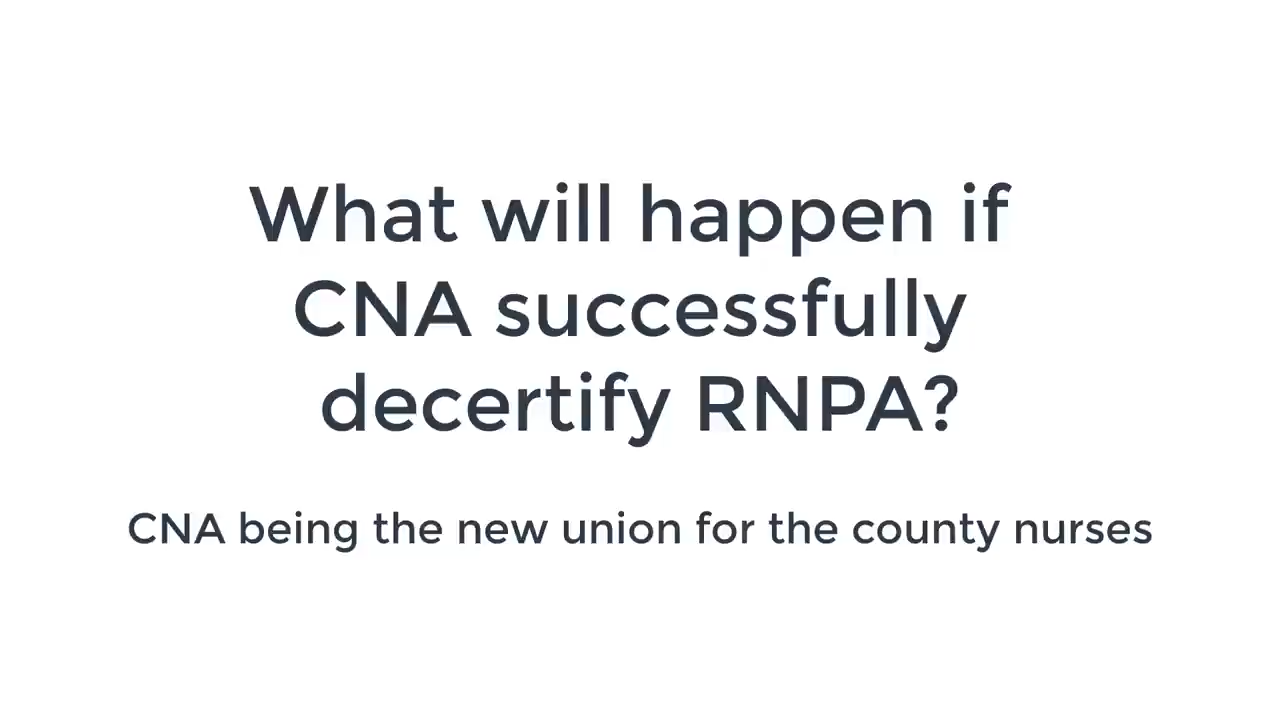 What will happen if
CNA successfully
decertify RNPA?
CNA being the new union for the county nurses